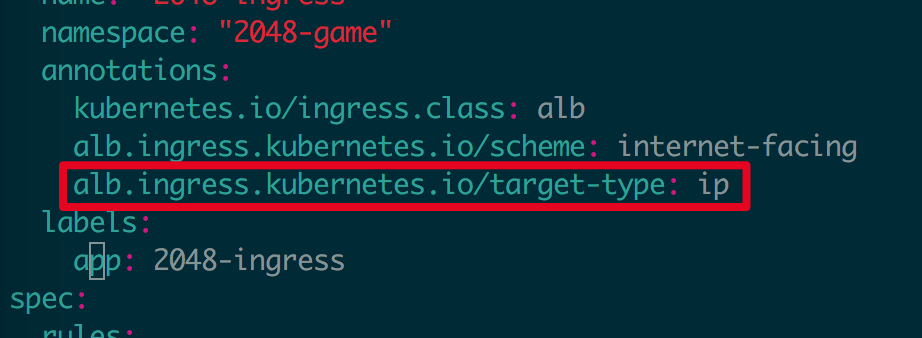 name: "2048-ingress"
namespace: "2048-game"
annotations:
kubernetes.io/ingress.class: alb
alb.ingress.kubernetes.io/scheme: internet-facing
alb.ingress.kubernetes.io/target-type: ip
labels:
app: 2048-ingress
spec:
rules: